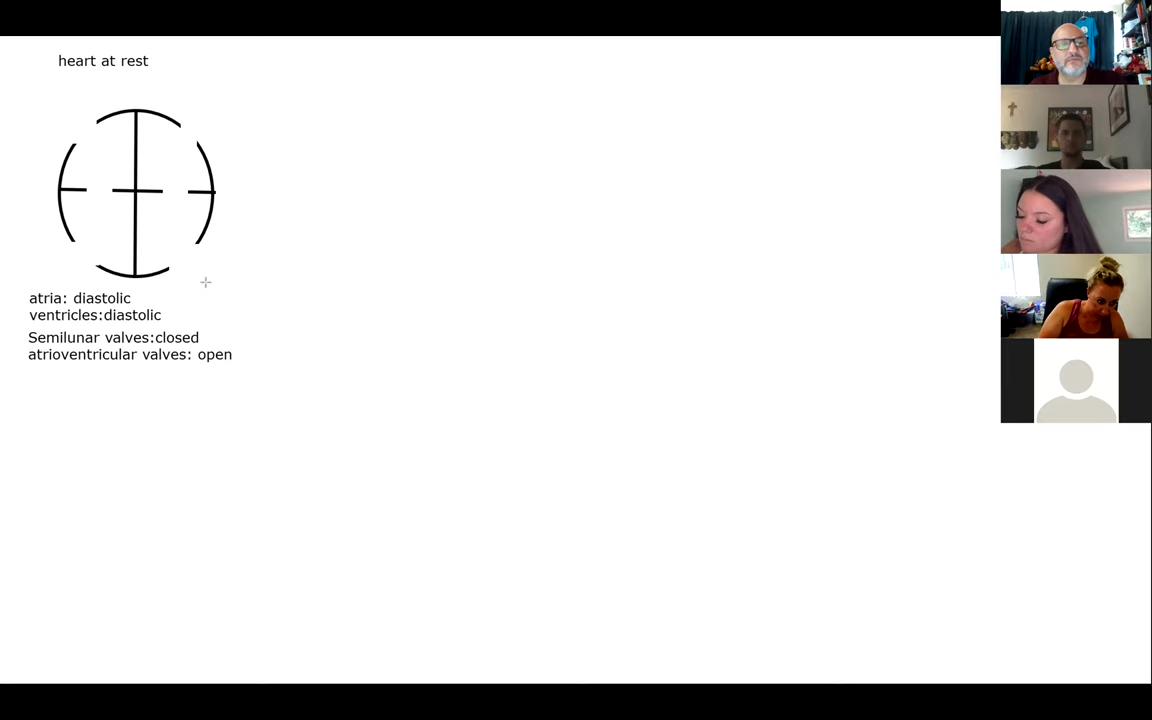 heart at rest
atria: diastolic
ventricles:diastolic
Semilunar valves:closed
atrioventricular valves: open